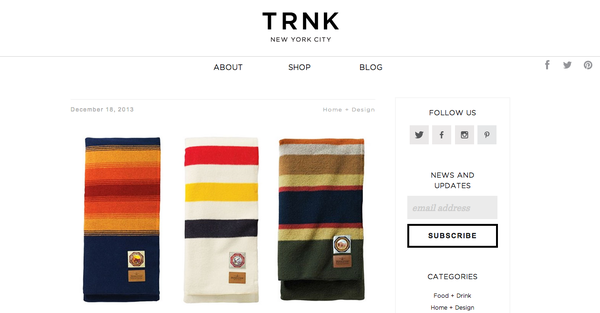 TRNK
NEW YORK CITY
ABOUT SHOP BLOG
December 18, 2013
Home + Design
FOLLOW US
NEWS AND
UPDATES
email address
SUBSCRIBE
CATEGORIES
Food + Drink
Home + Design